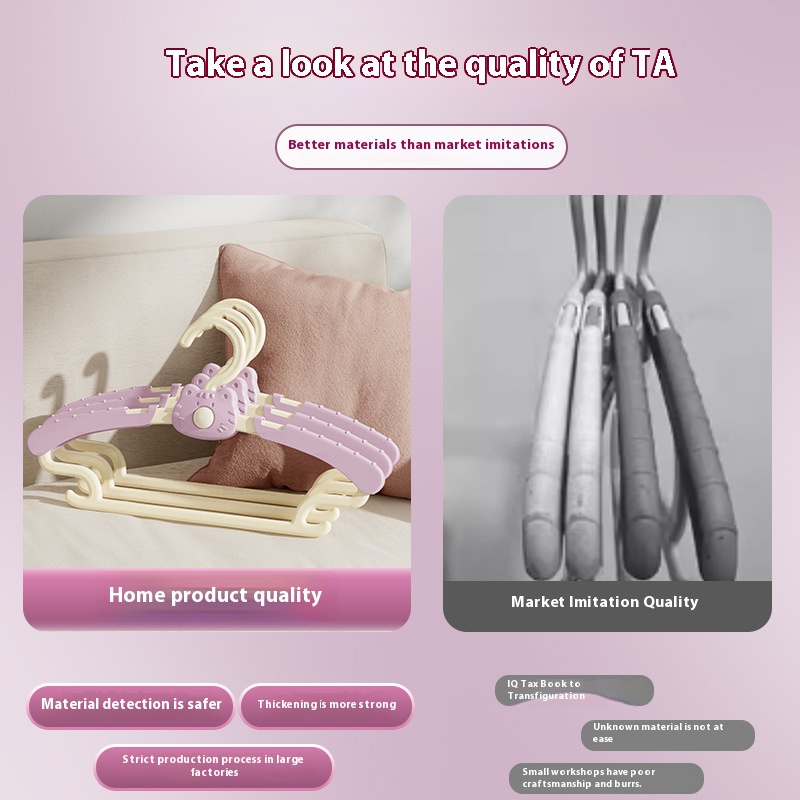 Take a look at the quality of TA
Better materials than market imitations
Home product quality
Market Imitation Quality
Material detection is safer
Thickening is more strong
Strict production process in large
factories
IQ Tax Book to
Transfiguration
Unknown material is not at
ease
Small workshops have poor
craftsmanship and burrs.